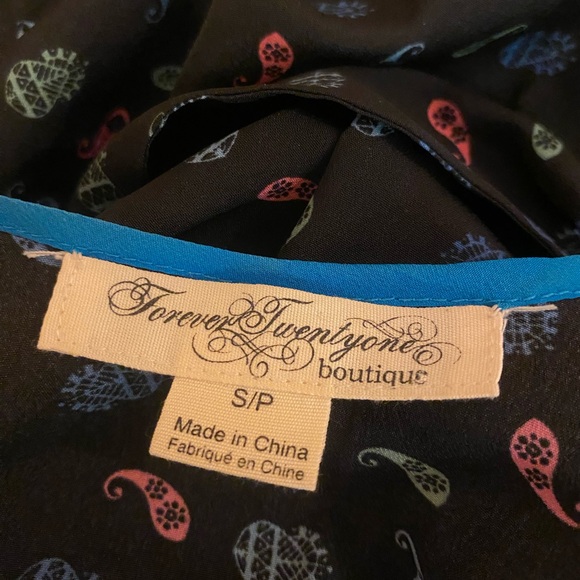 Forever Twentyone
boutique
S/P
Made in China
Fabriqué en Chine